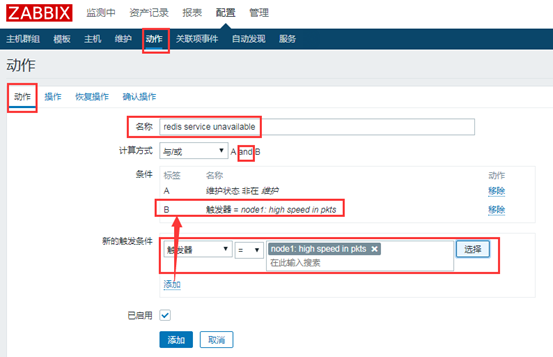 ZABBIX 监测中 资产记录 报表 配置 管理
主机群组 模板 主机 维护 动作 关联项事件 自动发现 服务
动作
动作 操作 恢复操作 确认操作
名称 redis service unavailable
计算方式 与/或 A and B
条件 标签 名称 动作
A 维护状态 非在 维护 移除
B 触发器 = node1: high speed in pkts 移除
新的触发条件 触发器 = node1: high speed in pkts 选择
在此输入搜索
添加
已启用
添加 取消